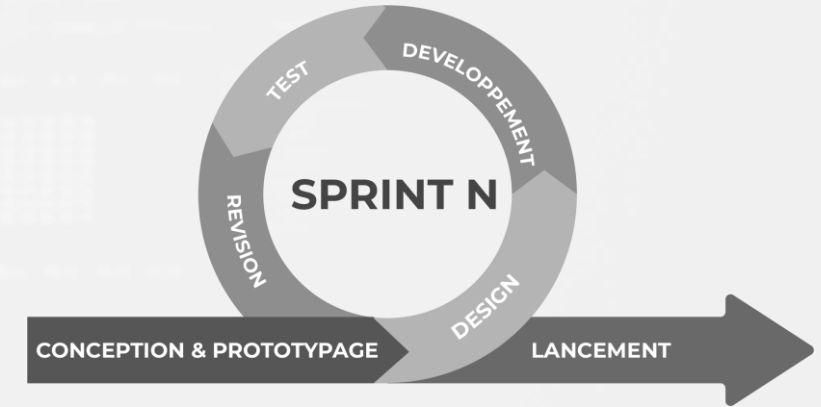 TEST
DEVELOPPEMENT
SPRINT N
REVISION
DESIGN
CONCEPTION & PROTOTYPAGE
LANCEMENT